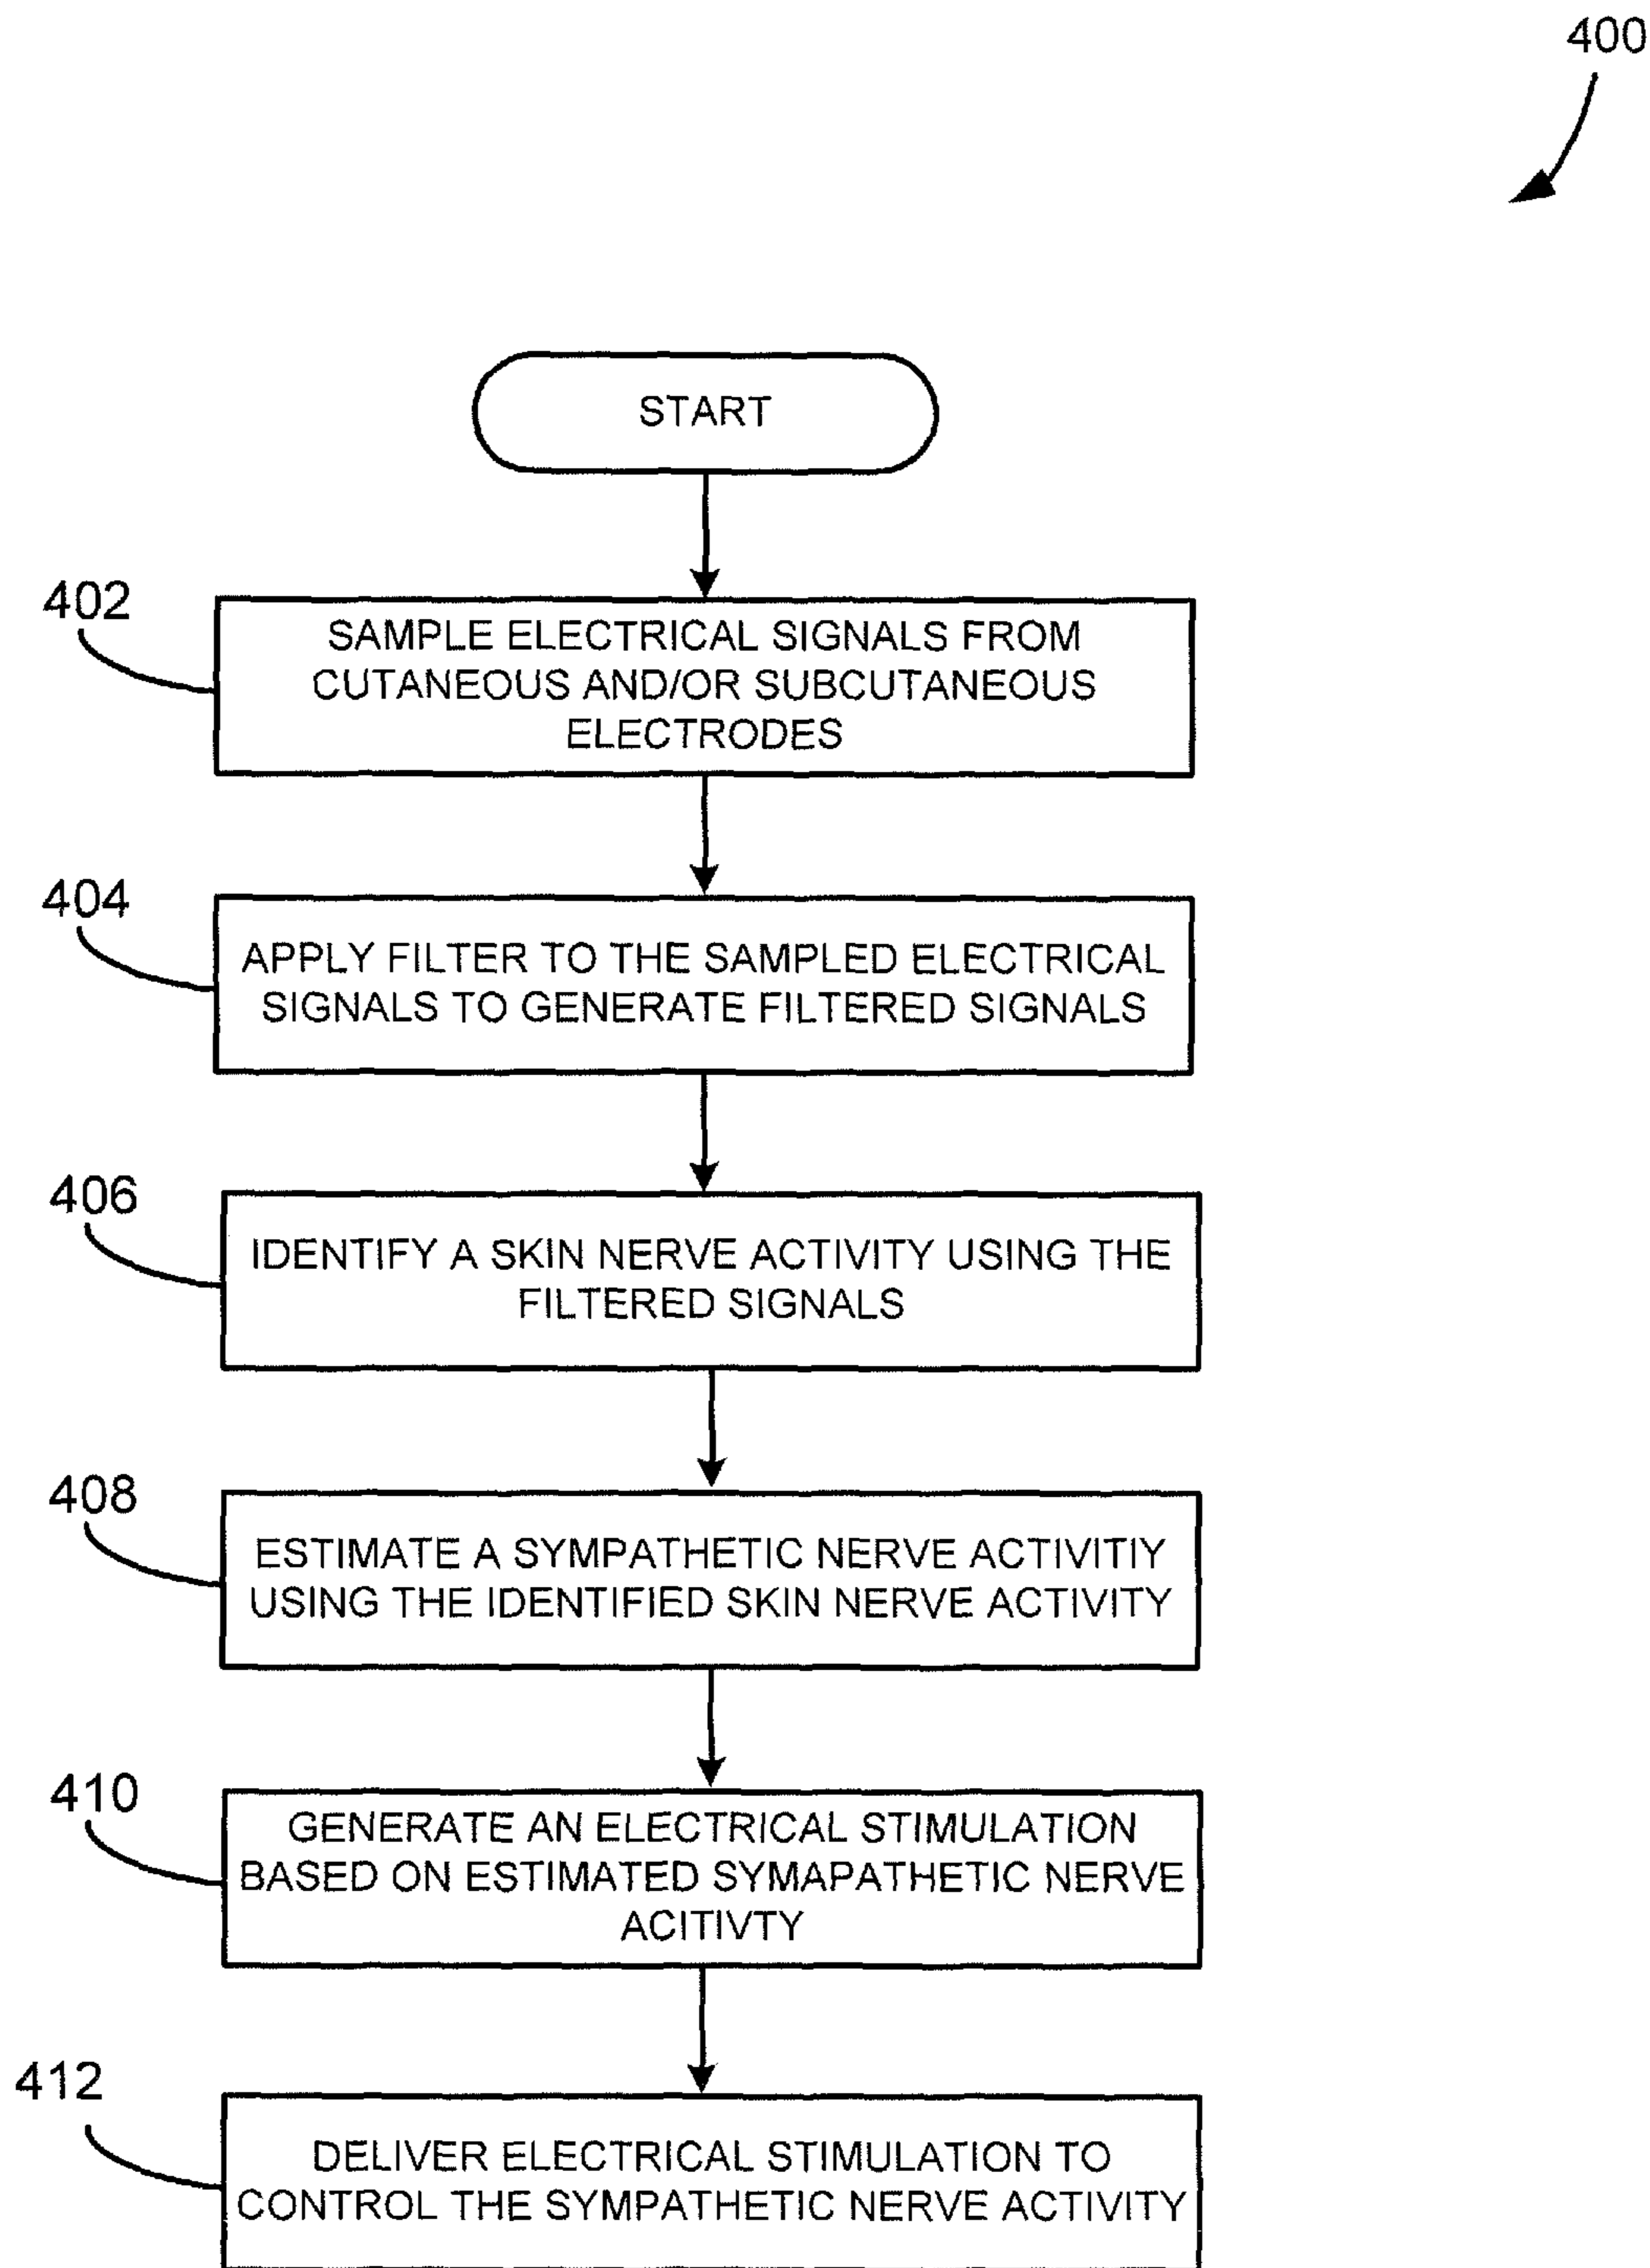 400
START
402
SAMPLE ELECTRICAL SIGNALS FROM
CUTANEOUS AND/OR SUBCUTANEOUS
ELECTRODES
404
APPLY FILTER TO THE SAMPLED ELECTRICAL
SIGNALS TO GENERATE FILTERED SIGNALS
406
IDENTIFY A SKIN NERVE ACTIVITY USING THE
FILTERED SIGNALS
408
ESTIMATE A SYMPATHETIC NERVE ACTIVITIY
USING THE IDENTIFIED SKIN NERVE ACTIVITY
410
GENERATE AN ELECTRICAL STIMULATION
BASED ON ESTIMATED SYMAPATHETIC NERVE
ACITIVTY
412
DELIVER ELECTRICAL STIMULATION TO
CONTROL THE SYMPATHETIC NERVE ACTIVITY